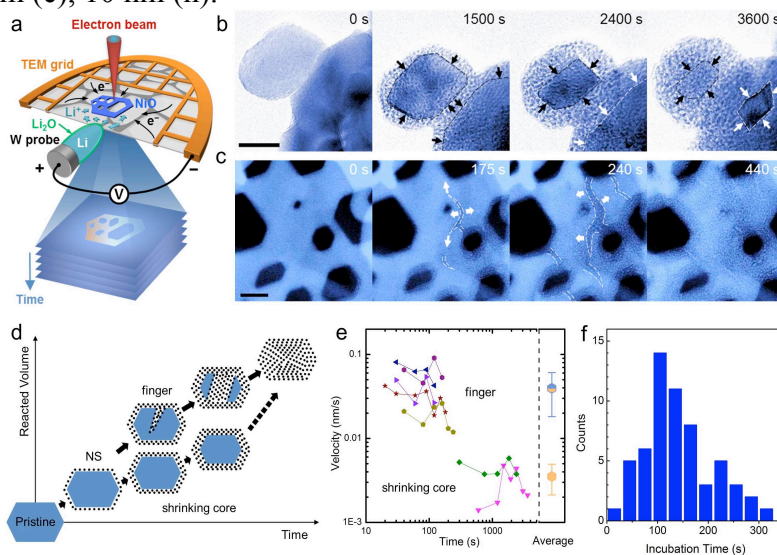 m (c), 10 nm (h).
a
Electron beam
TEM grid
e⁻
NiO
Li⁺
e⁻
Li₂O
Li
W probe
+
V
−
Time
b
0 s
1500 s
2400 s
3600 s
c
0 s
175 s
240 s
440 s
d
Reacted Volume
finger
NS
Pristine
shrinking core
Time
e
Velocity (nm/s)
0.1
0.01
1E-3
finger
shrinking core
10
100
1000
Time (s)
Average
f
Counts
15
10
5
0
0
100
200
300
Incubation Time (s)